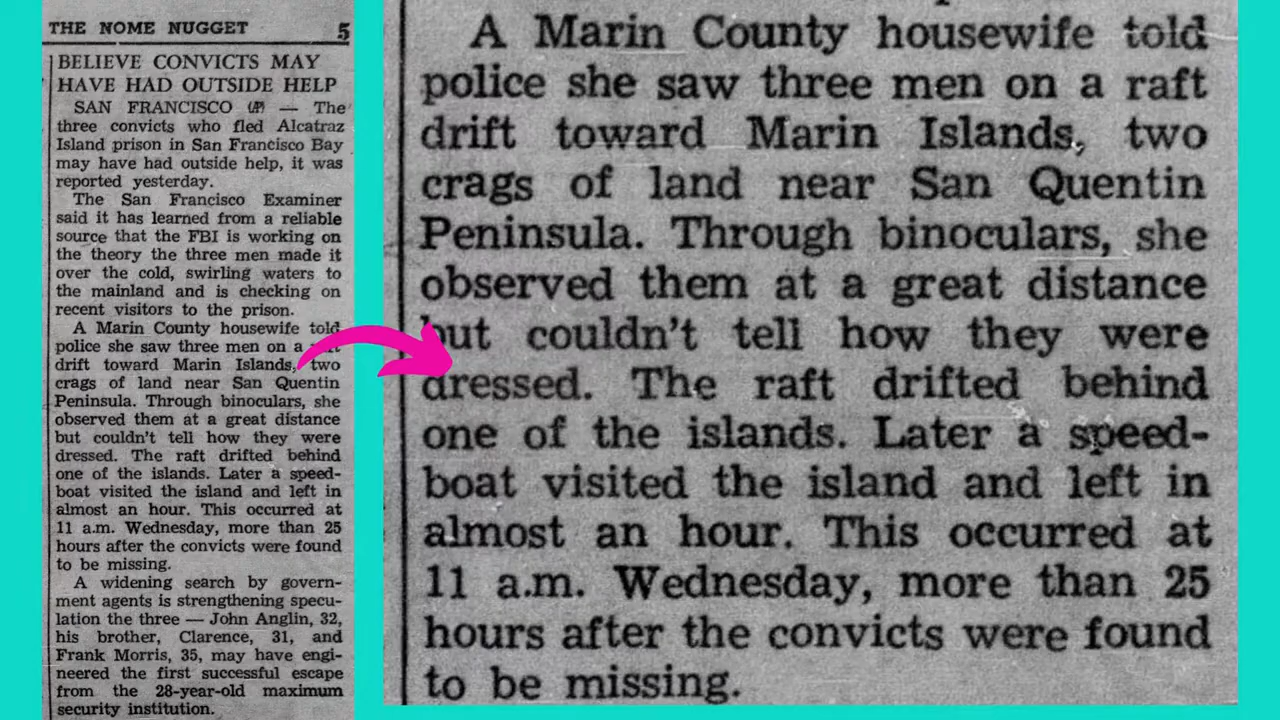 THE NOME NUGGET 5
BELIEVE CONVICTS MAY
HAVE HAD OUTSIDE HELP
SAN FRANCISCO (AP) — The
three convicts who fled Alcatraz
Island prison in San Francisco Bay
may have had outside help, it was
reported yesterday.
The San Francisco Examiner
said it has learned from a reliable
source that the FBI is working on
the theory the three men made it
over the cold, swirling waters to
the mainland and is checking on
recent visitors to the prison.
A Marin County housewife told
police she saw three men on a
drift toward Marin Islands, two
crags of land near San Quentin
Peninsula. Through binoculars, she
observed them at a great distance
but couldn't tell how they were
dressed. The raft drifted behind
one of the islands. Later a speed-
boat visited the island and left in
almost an hour. This occurred at
11 a.m. Wednesday, more than 25
hours after the convicts were found
to be missing.
A widening search by govern-
ment agents is strengthening specu-
lation the three — John Anglin, 32,
his brother, Clarence, 31, and
Frank Morris, 35, may have engi-
neered the first successful escape
from the 28-year-old maximum
security institution.
A Marin County housewife told
police she saw three men on a raft
drift toward Marin Islands, two
crags of land near San Quentin
Peninsula. Through binoculars, she
observed them at a great distance
but couldn't tell how they were
dressed. The raft drifted behind
one of the islands. Later a speed-
boat visited the island and left in
almost an hour. This occurred at
11 a.m. Wednesday, more than 25
hours after the convicts were found
to be missing.